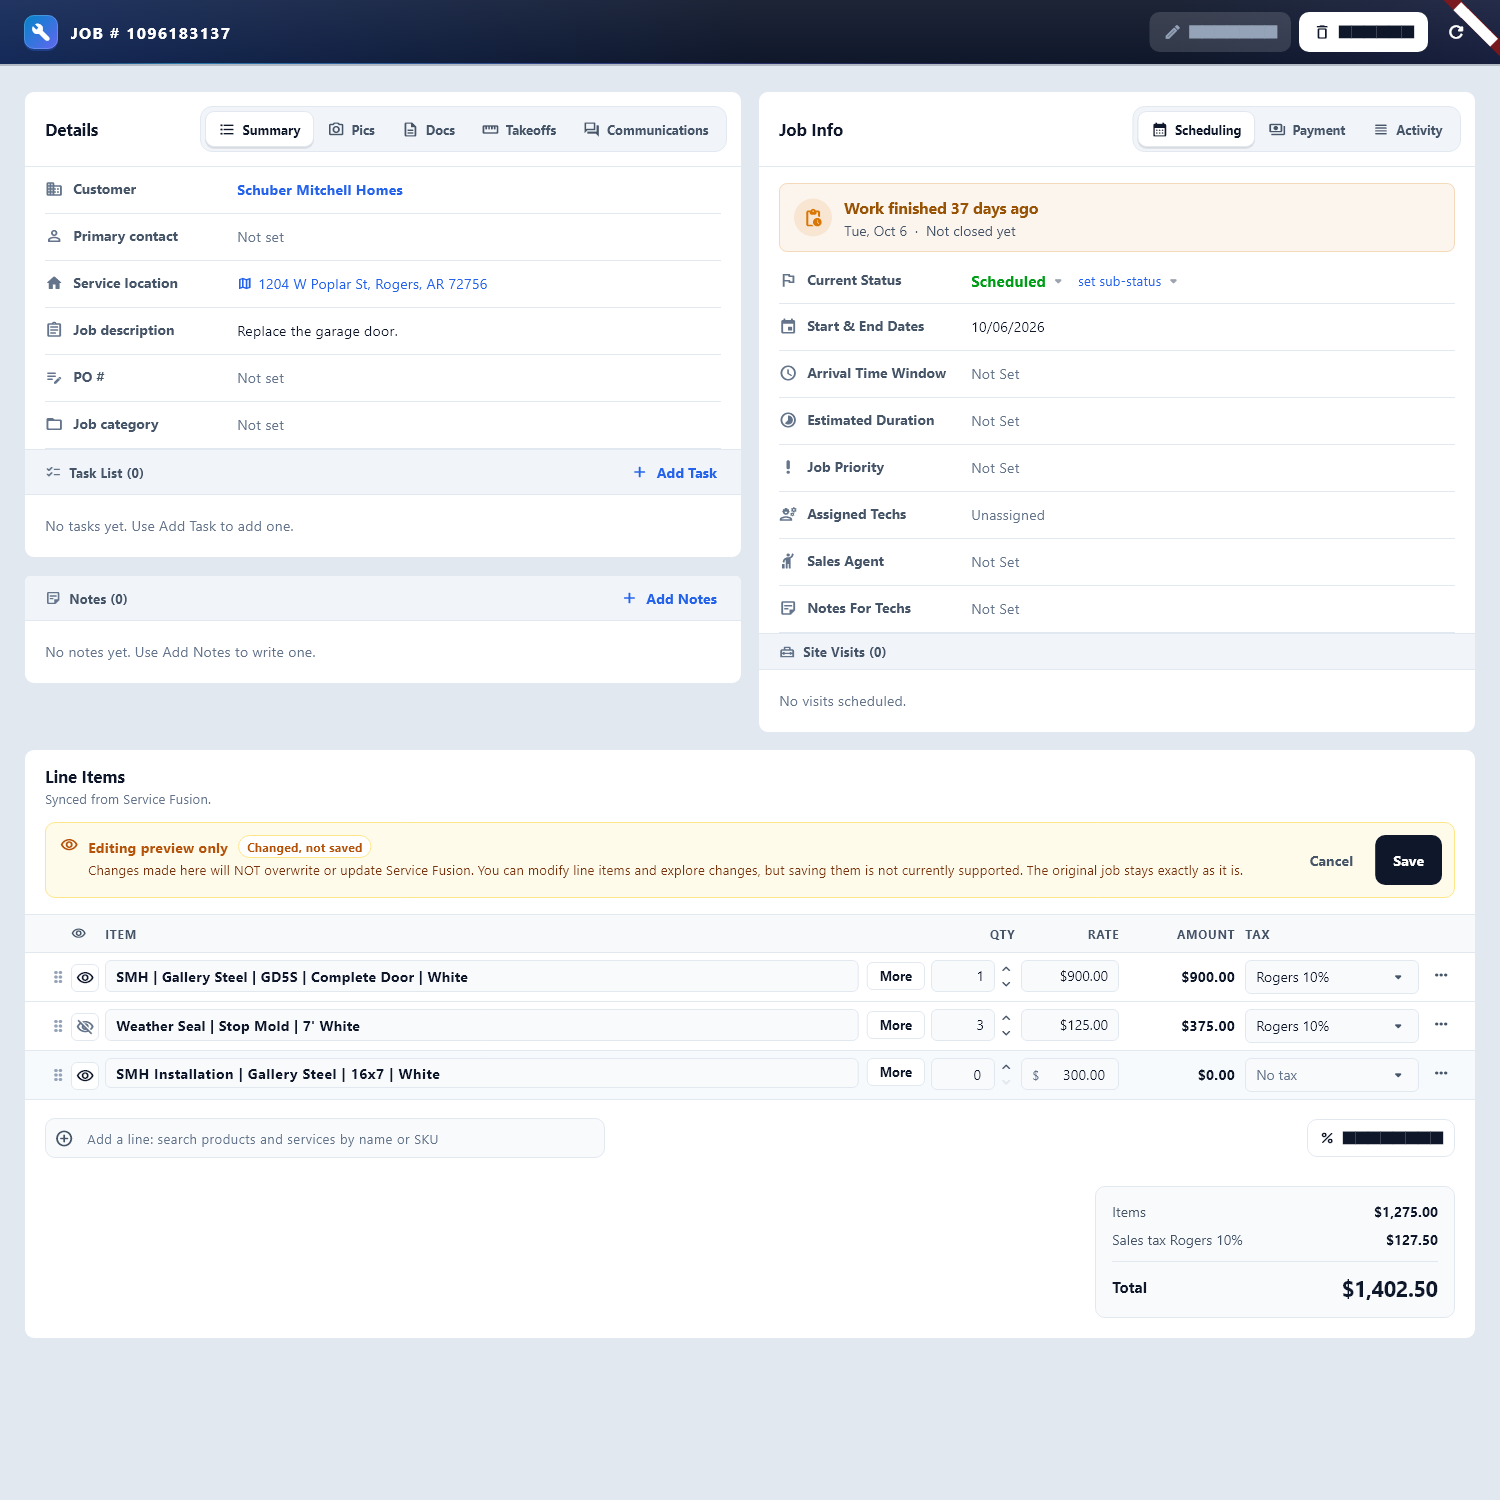 JOB # 1096183137
Details
Summary
Pics
Docs
Takeoffs
Communications
Customer
Schuber Mitchell Homes
Primary contact
Not set
Service location
1204 W Poplar St, Rogers, AR 72756
Job description
Replace the garage door.
PO #
Not set
Job category
Not set
Task List (0)
Add Task
No tasks yet. Use Add Task to add one.
Notes (0)
Add Notes
No notes yet. Use Add Notes to write one.
Job Info
Scheduling
Payment
Activity
Work finished 37 days ago
Tue, Oct 6 · Not closed yet
Current Status
Scheduled
set sub-status
Start & End Dates
10/06/2026
Arrival Time Window
Not Set
Estimated Duration
Not Set
Job Priority
Not Set
Assigned Techs
Unassigned
Sales Agent
Not Set
Notes For Techs
Not Set
Site Visits (0)
No visits scheduled.
Line Items
Synced from Service Fusion.
Editing preview only
Changed, not saved
Changes made here will NOT overwrite or update Service Fusion. You can modify line items and explore changes, but saving them is not currently supported. The original job stays exactly as it is.
Cancel
Save
ITEM QTY RATE AMOUNT TAX
SMH | Gallery Steel | GD5S | Complete Door | White More 1 $900.00 $900.00 Rogers 10%
Weather Seal | Stop Mold | 7' White More 3 $125.00 $375.00 Rogers 10%
SMH Installation | Gallery Steel | 16x7 | White More 0 $ 300.00 $0.00 No tax
Add a line: search products and services by name or SKU
%
Items $1,275.00
Sales tax Rogers 10% $127.50
Total $1,402.50